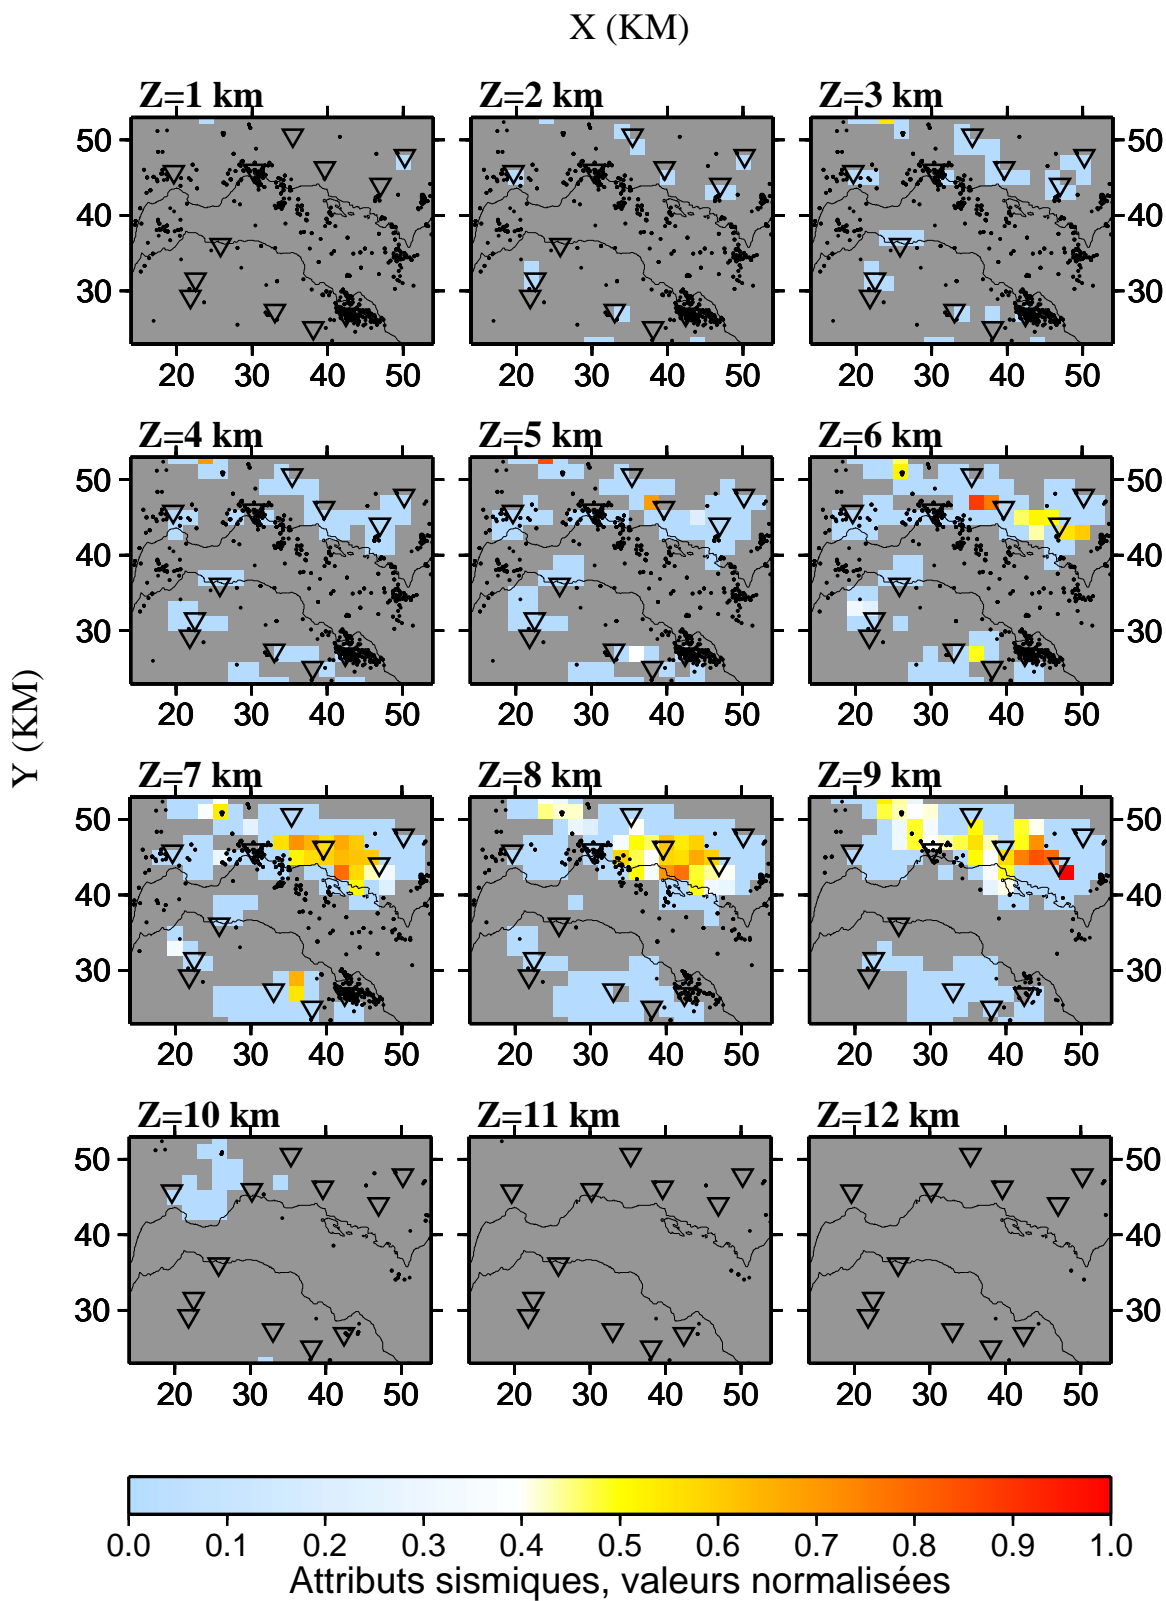 X (KM)
Z=1 km
Z=2 km
Z=3 km
50
40
30
50
40
30
20 30 40 50
20 30 40 50
20 30 40 50
Z=4 km
Z=5 km
Z=6 km
50
40
30
50
40
30
20 30 40 50
20 30 40 50
20 30 40 50
Y (KM)
Z=7 km
Z=8 km
Z=9 km
50
40
30
50
40
30
20 30 40 50
20 30 40 50
20 30 40 50
Z=10 km
Z=11 km
Z=12 km
50
40
30
50
40
30
20 30 40 50
20 30 40 50
20 30 40 50
0.0 0.1 0.2 0.3 0.4 0.5 0.6 0.7 0.8 0.9 1.0
Attributs sismiques, valeurs normalisées